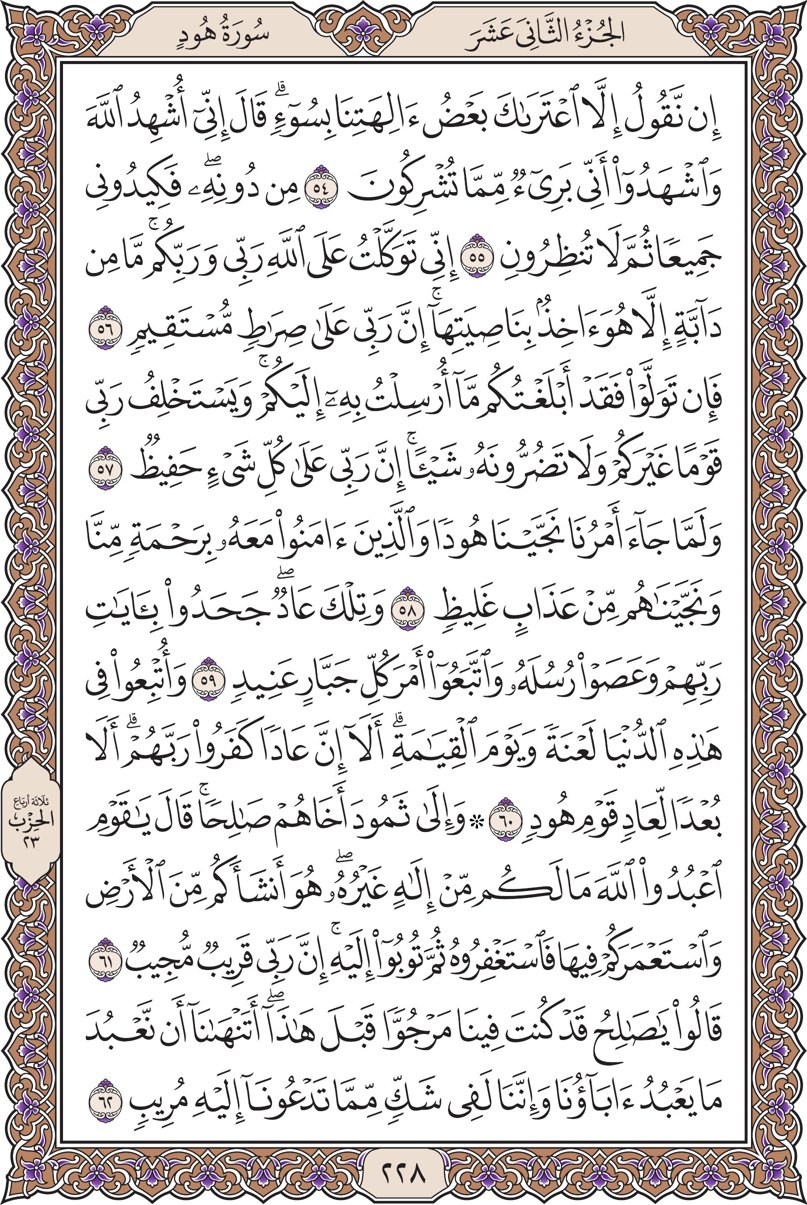 الجُزْءُ الثَّانِيَ عَشَرَ
سُورَةُ هُودٍ
إِن نَّقُولُ إِلَّا ٱعْتَرَىٰكَ بَعْضُ ءَالِهَتِنَا بِسُوٓءٍۗ قَالَ إِنِّيٓ أُشْهِدُ ٱللَّهَ
وَٱشْهَدُوٓا۟ أَنِّي بَرِيٓءٌ مِّمَّا تُشْرِكُونَ ٥٤ مِن دُونِهِۦۖ فَكِيدُونِي
جَمِيعًا ثُمَّ لَا تُنظِرُونِ ٥٥ إِنِّي تَوَكَّلْتُ عَلَى ٱللَّهِ رَبِّي وَرَبِّكُمۚ مَّا مِن
دَآبَّةٍ إِلَّا هُوَ ءَاخِذٌۢ بِنَاصِيَتِهَآۚ إِنَّ رَبِّي عَلَىٰ صِرَٰطٍ مُّسْتَقِيمٍ ٥٦
فَإِن تَوَلَّوْا۟ فَقَدْ أَبْلَغْتُكُم مَّآ أُرْسِلْتُ بِهِۦٓ إِلَيْكُمْۚ وَيَسْتَخْلِفُ رَبِّي
قَوْمًا غَيْرَكُمْ وَلَا تَضُرُّونَهُۥ شَيْـًٔاۚ إِنَّ رَبِّي عَلَىٰ كُلِّ شَيْءٍ حَفِيظٌ ٥٧
وَلَمَّا جَآءَ أَمْرُنَا نَجَّيْنَا هُودًا وَٱلَّذِينَ ءَامَنُوا۟ مَعَهُۥ بِرَحْمَةٍ مِّنَّا
وَنَجَّيْنَٰهُم مِّنْ عَذَابٍ غَلِيظٍ ٥٨ وَتِلْكَ عَادٌۖ جَحَدُوا۟ بِـَٔايَٰتِ
رَبِّهِمْ وَعَصَوْا۟ رُسُلَهُۥ وَٱتَّبَعُوٓا۟ أَمْرَ كُلِّ جَبَّارٍ عَنِيدٍ ٥٩ وَأُتْبِعُوا۟ فِي
هَٰذِهِ ٱلدُّنْيَا لَعْنَةً وَيَوْمَ ٱلْقِيَٰمَةِۗ أَلَآ إِنَّ عَادًا كَفَرُوا۟ رَبَّهُمْۗ أَلَا
بُعْدًا لِّعَادٍ قَوْمِ هُودٍ ٦٠ ۞ وَإِلَىٰ ثَمُودَ أَخَاهُمْ صَٰلِحًاۚ قَالَ يَٰقَوْمِ
ٱعْبُدُوا۟ ٱللَّهَ مَا لَكُم مِّنْ إِلَٰهٍ غَيْرُهُۥۖ هُوَ أَنشَأَكُم مِّنَ ٱلْأَرْضِ
وَٱسْتَعْمَرَكُمْ فِيهَا فَٱسْتَغْفِرُوهُ ثُمَّ تُوبُوٓا۟ إِلَيْهِۚ إِنَّ رَبِّي قَرِيبٌ مُّجِيبٌ ٦١
قَالُوا۟ يَٰصَٰلِحُ قَدْ كُنتَ فِينَا مَرْجُوًّا قَبْلَ هَٰذَآۖ أَتَنْهَىٰنَآ أَن نَّعْبُدَ
مَا يَعْبُدُ ءَابَآؤُنَا وَإِنَّنَا لَفِي شَكٍّ مِّمَّا تَدْعُونَآ إِلَيْهِ مُرِيبٍ ٦٢
ثَلَاثَةُ أَرْبَاعِ
الحِزْبِ
٢٣
٢٢٨